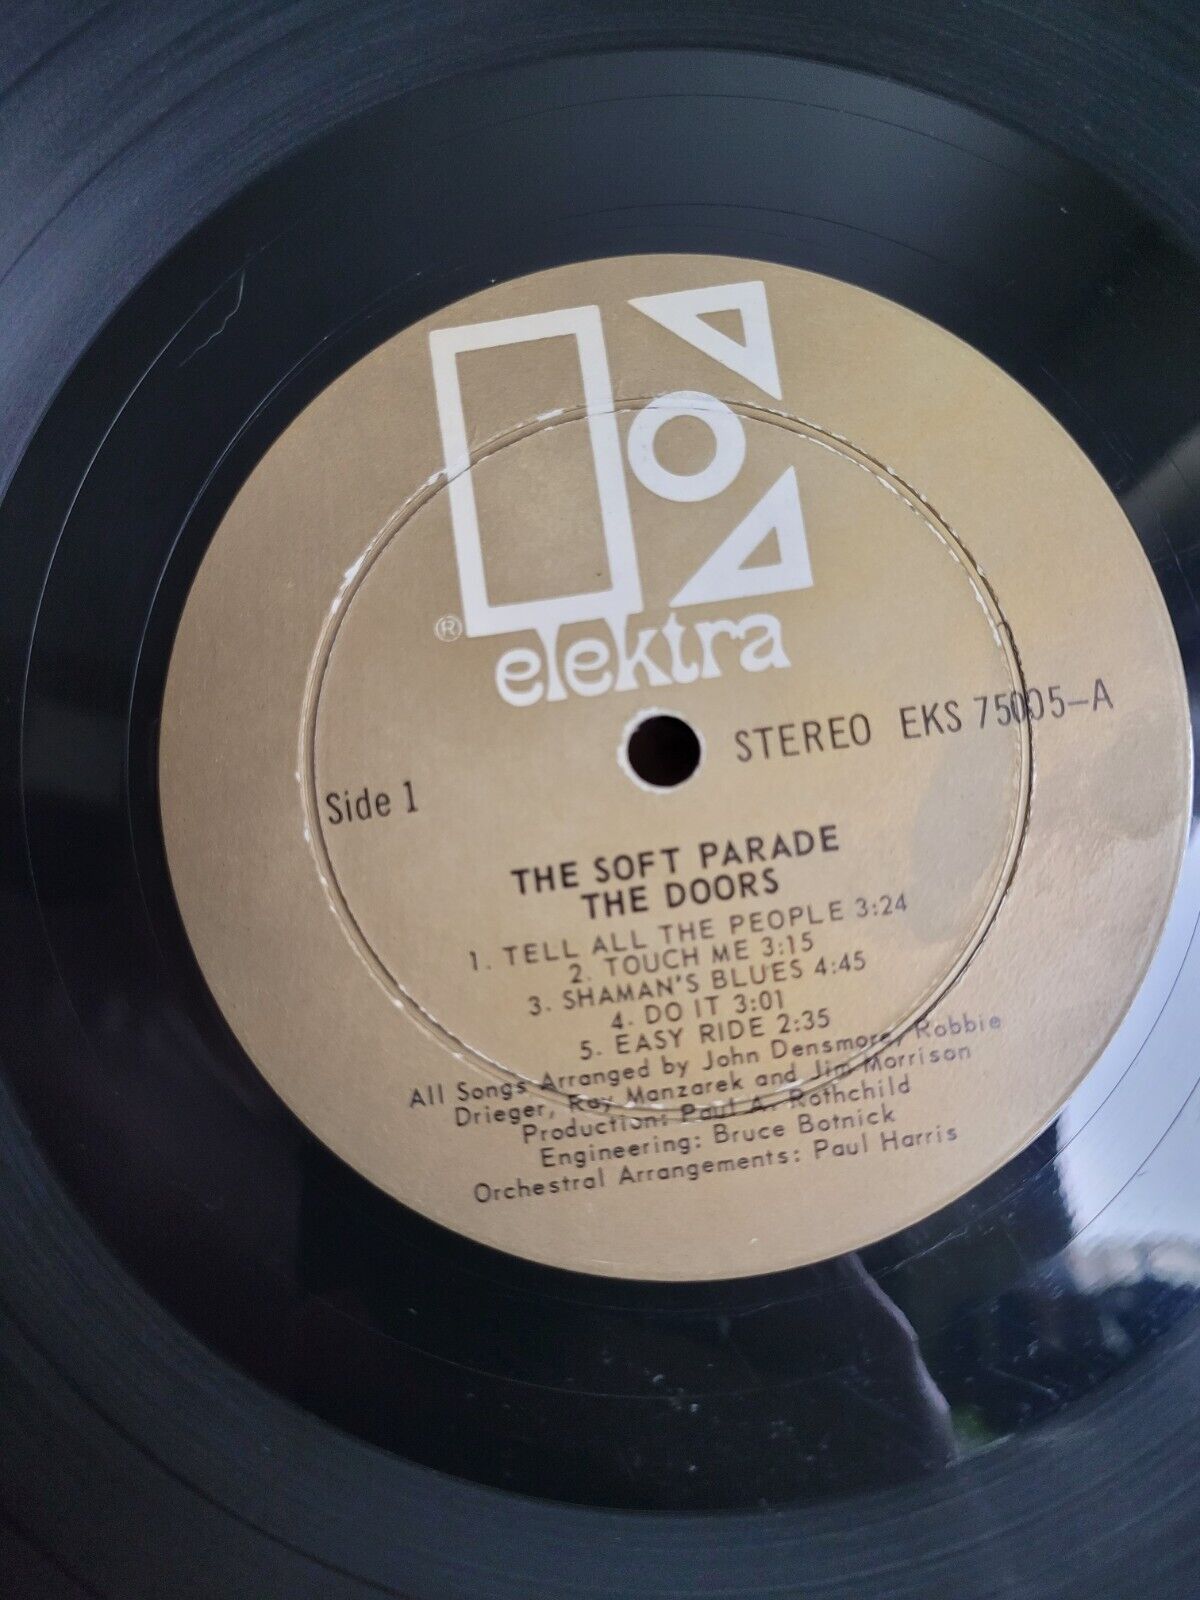 ®
elektra
STEREO EKS 75005-A
Side 1
THE SOFT PARADE
THE DOORS
1. TELL ALL THE PEOPLE 3:24
2. TOUCH ME 3:15
3. SHAMAN'S BLUES 4:45
4. DO IT 3:01
5. EASY RIDE 2:35
All Songs Arranged by John Densmore, Robbie
Drieger, Ray Manzarek and Jim Morrison
Production: Paul A. Rothchild
Engineering: Bruce Botnick
Orchestral Arrangements: Paul Harris